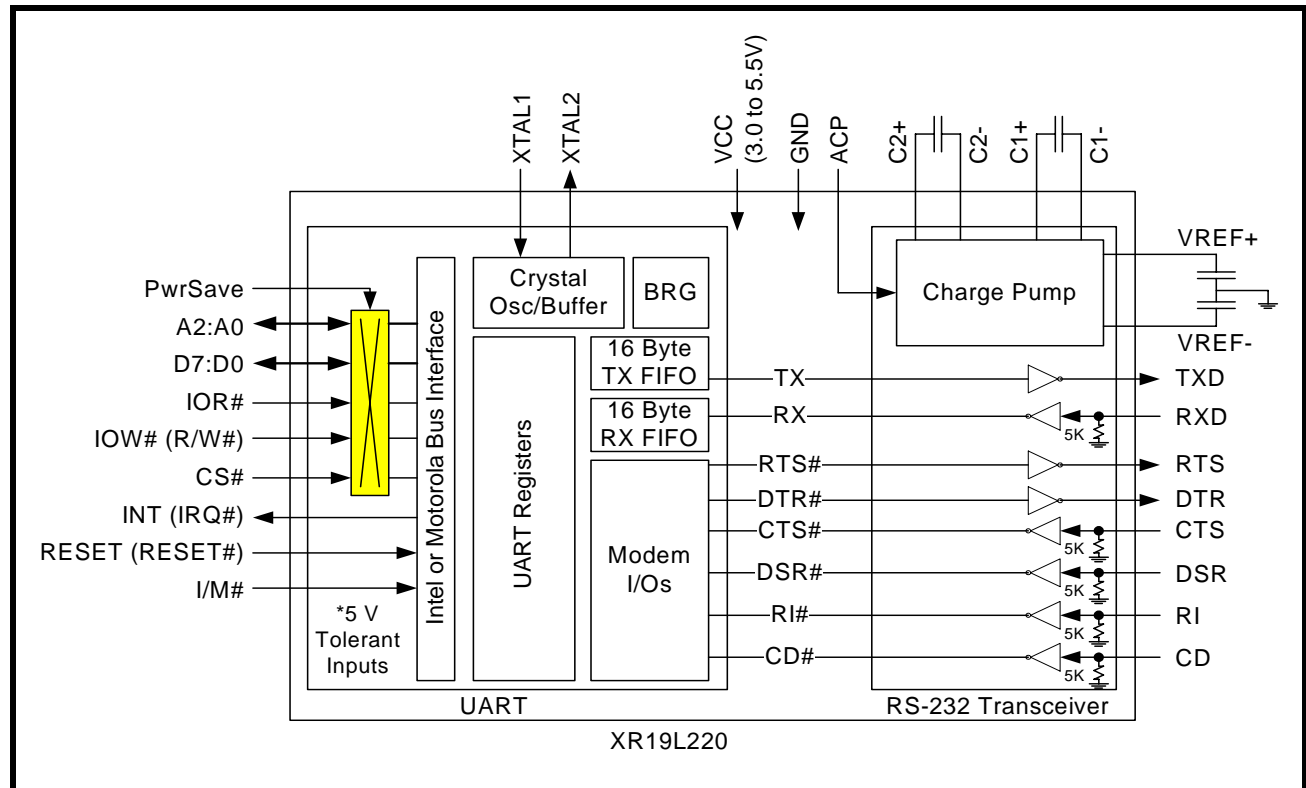 XTAL1
XTAL2
VCC
(3.0 to 5.5V)
GND
ACP
C2+
C2-
C1+
C1-
VREF+
VREF-
PwrSave
A2:A0
D7:D0
IOR#
IOW# (R/W#)
CS#
INT (IRQ#)
RESET (RESET#)
I/M#
*5 V
Tolerant
Inputs
Intel or Motorola Bus Interface
Crystal
Osc/Buffer
BRG
UART Registers
16 Byte
TX FIFO
16 Byte
RX FIFO
Modem
I/Os
Charge Pump
TX
TXD
RX
5K
RXD
RTS#
RTS
DTR#
DTR
CTS#
5K
CTS
DSR#
5K
DSR
RI#
5K
RI
CD#
5K
CD
UART
RS-232 Transceiver
XR19L220